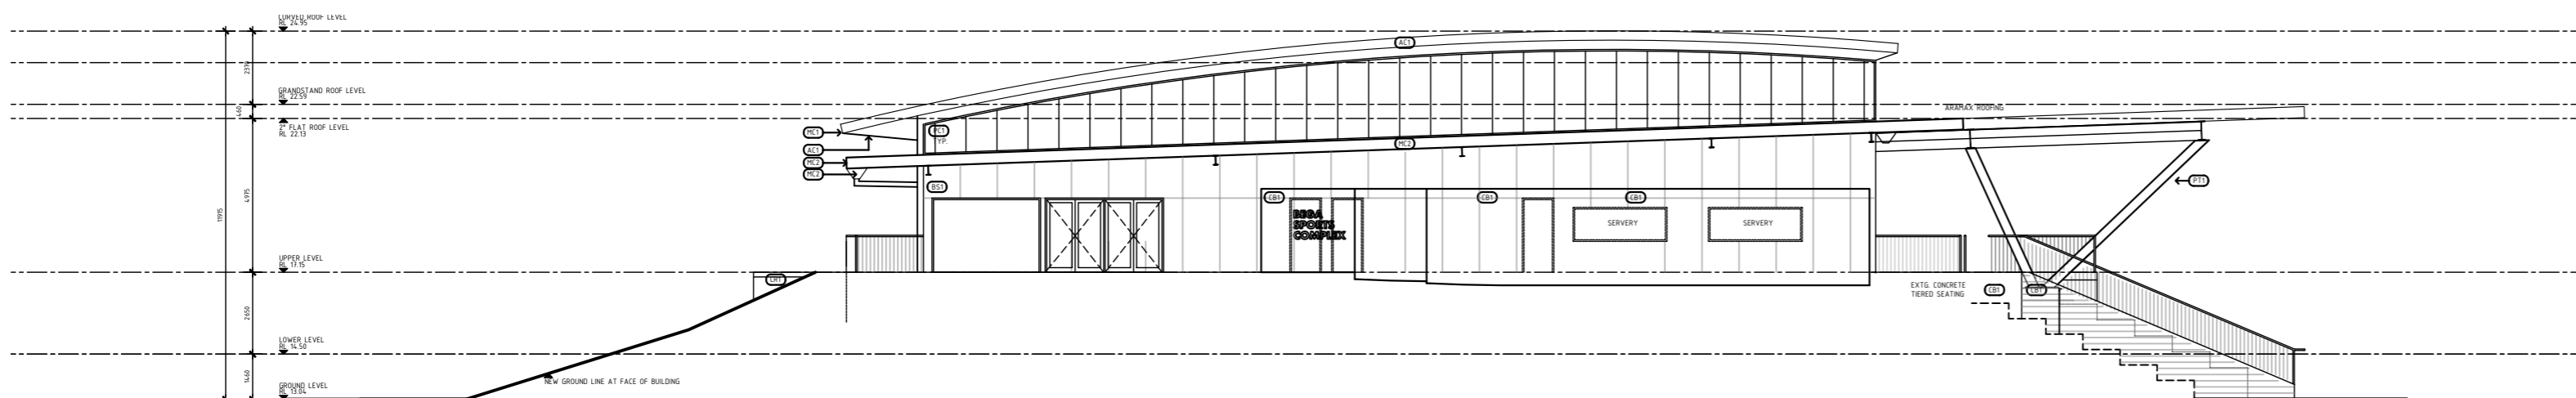 CURVED ROOF LEVEL
RL 24.95
GRANDSTAND ROOF LEVEL
RL 22.59
2° FLAT ROOF LEVEL
RL 22.13
UPPER LEVEL
RL 17.15
LOWER LEVEL
RL 14.50
GROUND LEVEL
RL 13.04
11915
460
4975
2650
1460
AC1
MC1
AC1
MC2
MC2
BS1
MC2
CB1
BEGA
SPORTS
COMPLEX
CB1
CB1
SERVERY
SERVERY
ARAMAX ROOFING
PT1
EXTG. CONCRETE
TIERED SEATING
CB1
CB1
NEW GROUND LINE AT FACE OF BUILDING